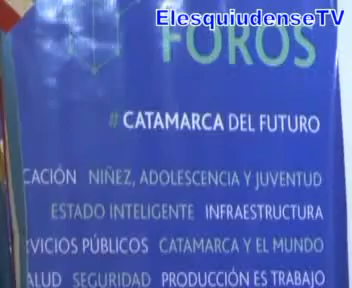 ElesquiudenseTV
FOROS
# CATAMARCA DEL FUTURO
CACIÓN NIÑEZ, ADOLESCENCIA Y JUVENTUD
ESTADO INTELIGENTE INFRAESTRUCTURA
RVICIOS PÚBLICOS CATAMARCA Y EL MUNDO
ALUD SEGURIDAD PRODUCCIÓN ES TRABAJO